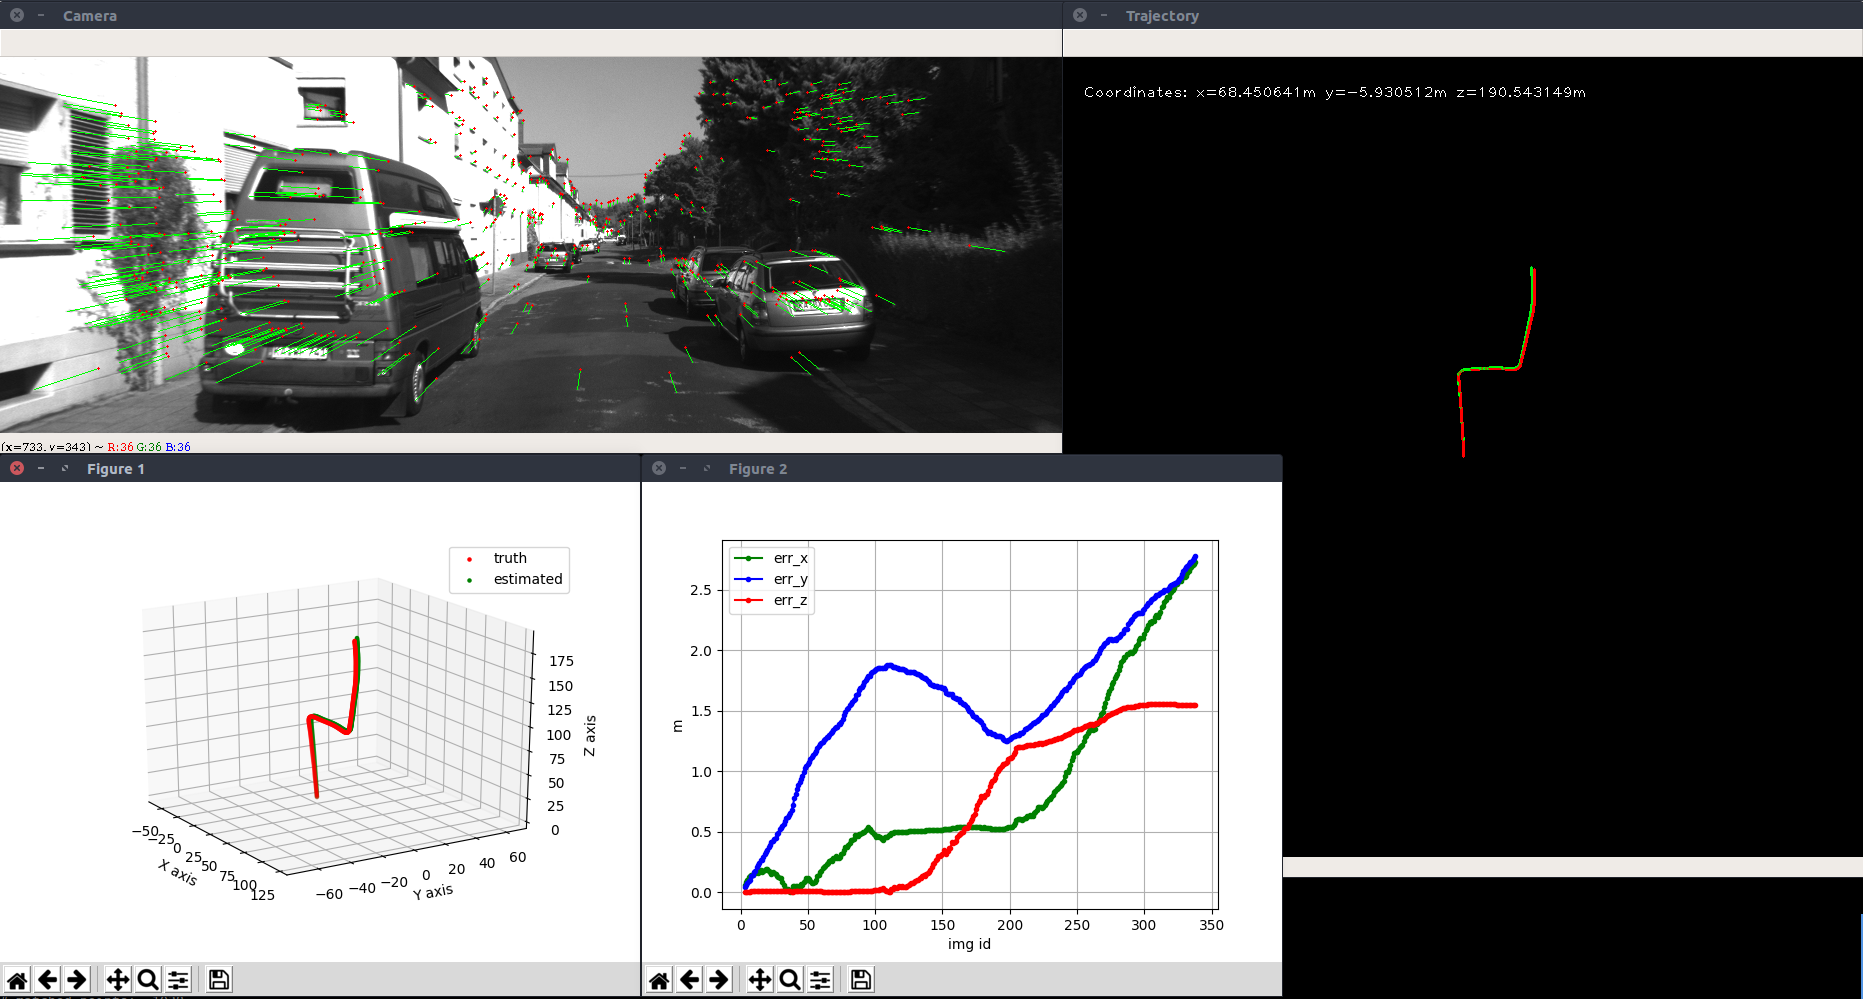 Camera
Trajectory
Coordinates: x=68.450641m y=-5.930512m z=190.543149m
(x=733, y=343) ~ R:36 G:36 B:36
Figure 1
truth
estimated
175
150
125
100
75
50
25
0
Z axis
−50
−25
0
25
50
75
100
125
X axis
−60
−40
−20
0
20
40
60
Y axis
Figure 2
err_x
err_y
err_z
2.5
2.0
1.5
1.0
0.5
0.0
m
0 50 100 150 200 250 300 350
img id